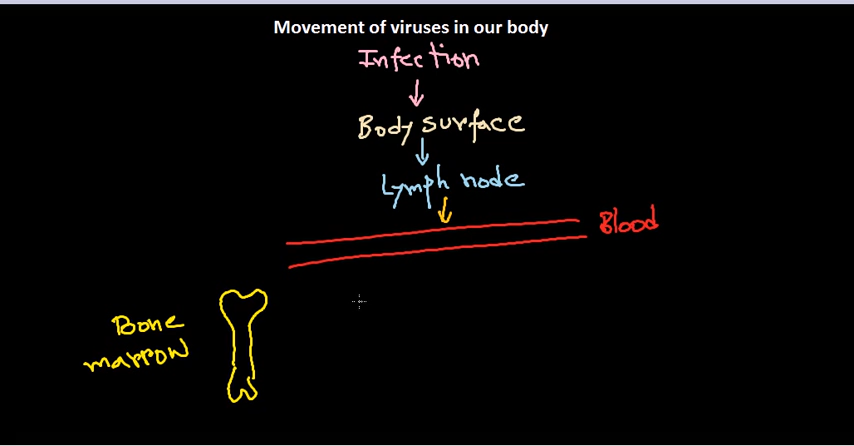 Movement of viruses in our body
Infection
Body surface
Lymph node
Blood
Bone
marrow